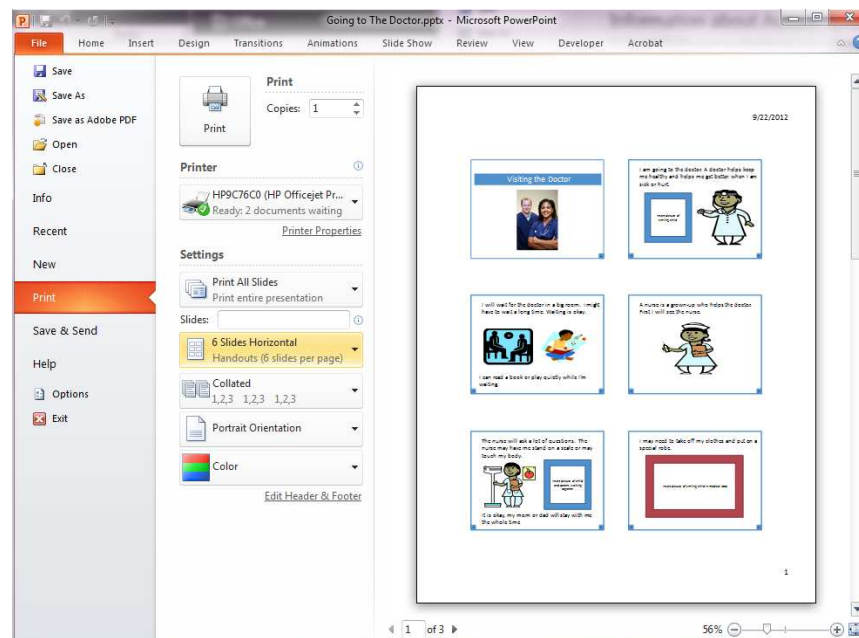 Going to The Doctor.pptx - Microsoft PowerPoint
File Home Insert Design Transitions Animations Slide Show Review View Developer Acrobat
Save
Save As
Save as Adobe PDF
Open
Close
Info
Recent
New
Print
Save & Send
Help
Options
Exit
Print
Print
Copies: 1
Printer
HP9C76C0 (HP Officejet Pr...
Ready: 2 documents waiting
Printer Properties
Settings
Print All Slides
Print entire presentation
Slides:
6 Slides Horizontal
Handouts (6 slides per page)
Collated
1,2,3 1,2,3 1,2,3
Portrait Orientation
Color
Edit Header & Footer
9/22/2012
Visiting the Doctor
I am going to the doctor. A doctor helps keep
me healthy and helps me get better when I am
sick or hurt.
I will wait for the doctor in a big room. I might
have to wait a long time. Waiting is okay.
I can read a book or play quietly while I'm
waiting.
A nurse is a grown-up who helps the doctor.
First I will see the nurse.
The nurse will ask a lot of questions. The
nurse may have me stand on a scale or may
touch my body.
It is okay, my mom or dad will stay with me
the whole time
I may need to take off my clothes and put on a
special robe.
1
1 of 3
56%